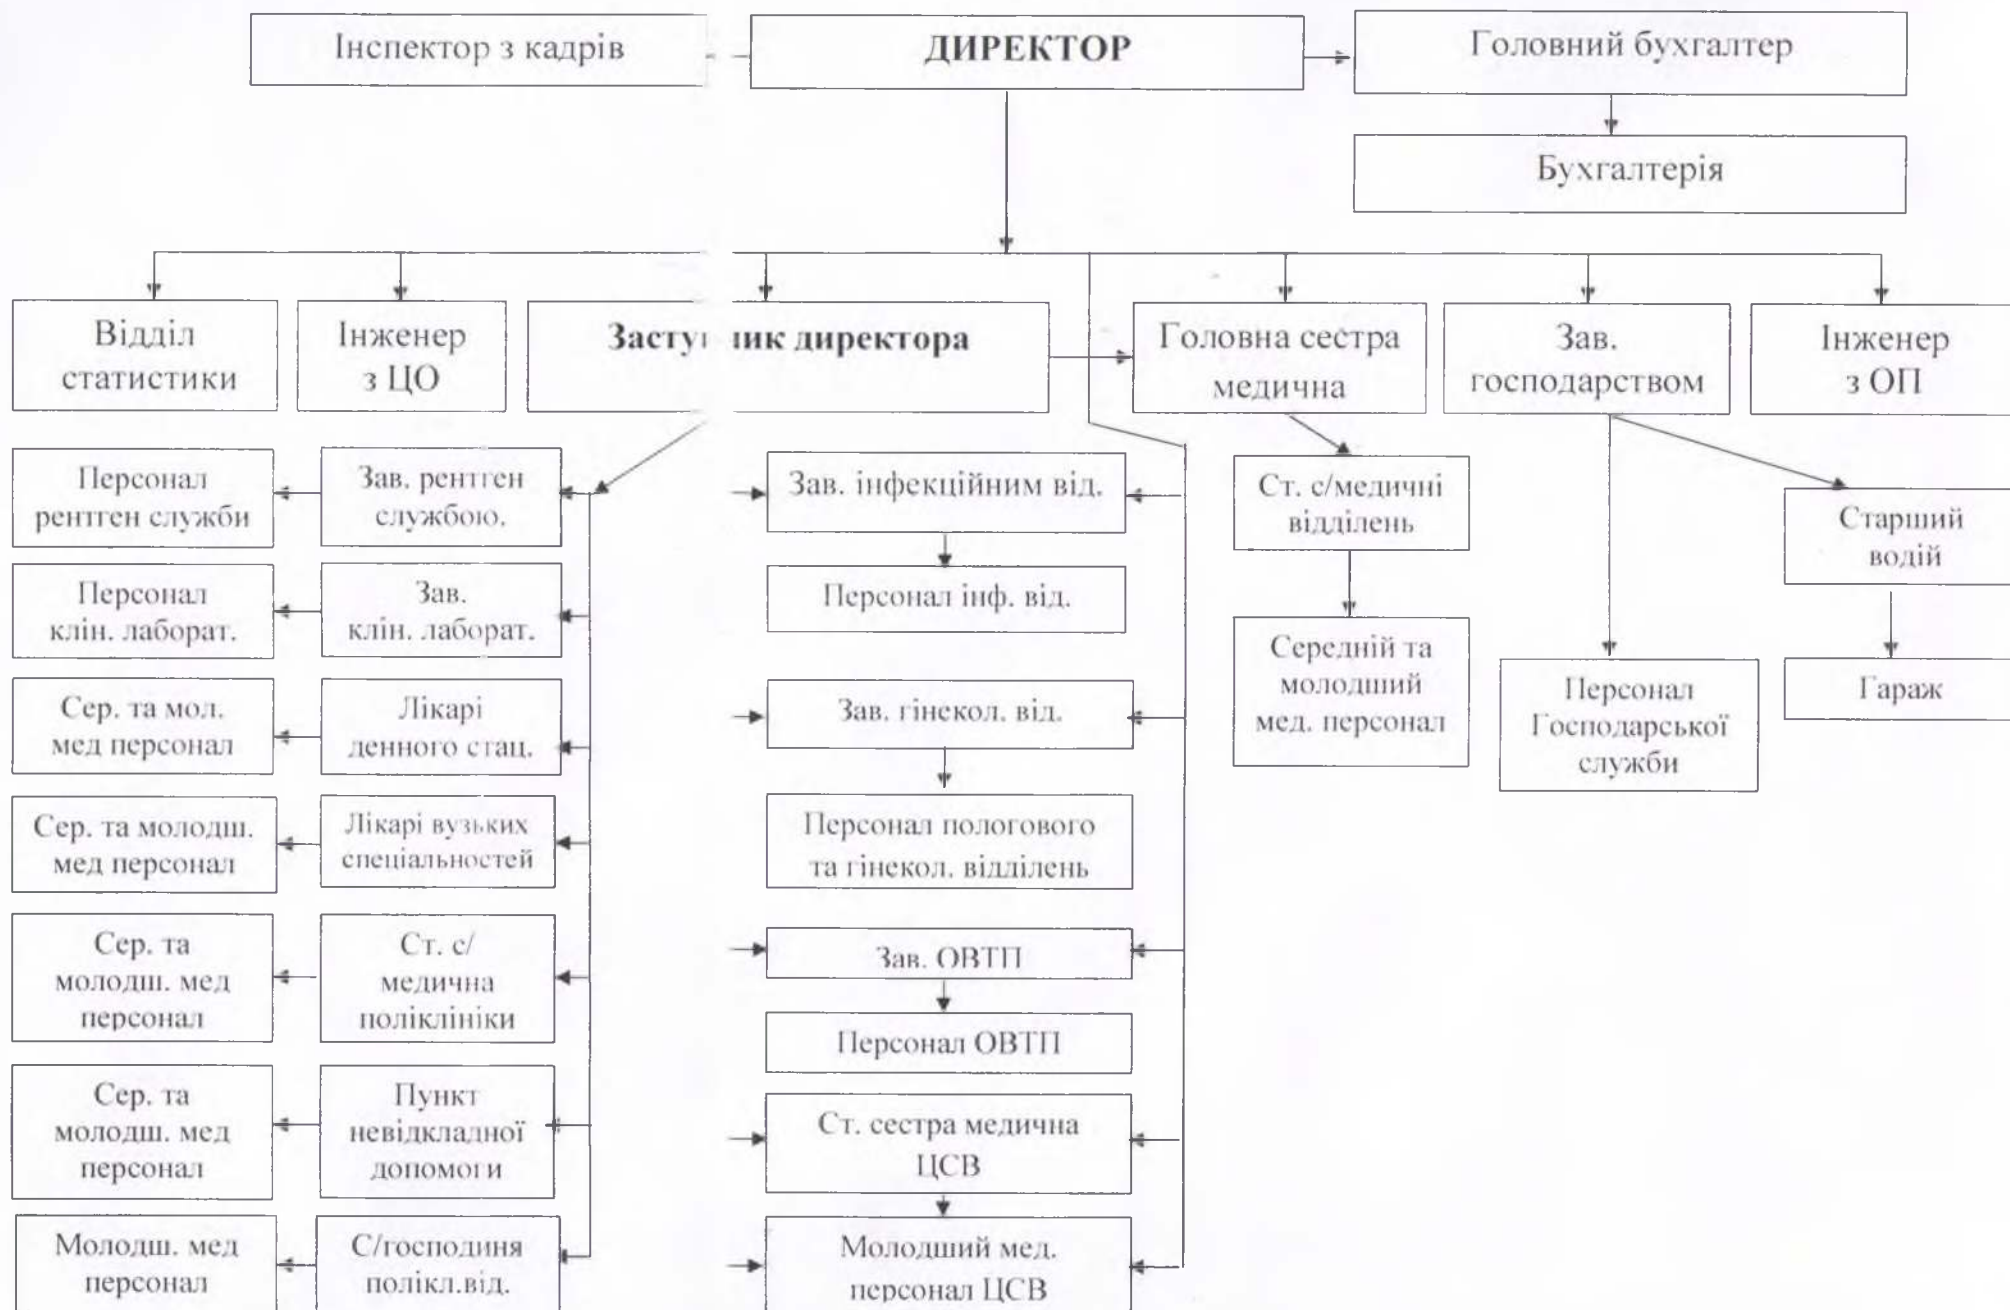 Інспектор з кадрів
ДИРЕКТОР
Головний бухгалтер
Бухгалтерія
Відділ
статистики
Інженер
з ЦО
Заступник директора
Головна сестра
медична
Зав.
господарством
Інженер
з ОП
Персонал
рентген служби
Зав. рентген
службою.
Зав. інфекційним від.
Ст. с/медичні
відділень
Старший
водій
Персонал
клін. лаборат.
Зав.
клін. лаборат.
Персонал інф. від.
Середній та
молодший
мед. персонал
Сер. та мол.
мед персонал
Лікарі
денного стац.
Зав. гінекол. від.
Персонал
Господарської
служби
Гараж
Сер. та молодш.
мед персонал
Лікарі вузьких
спеціальностей
Персонал пологового
та гінекол. відділень
Сер. та
молодш. мед
персонал
Ст. с/
медична
поліклініки
Зав. ОВТП
Персонал ОВТП
Сер. та
молодш. мед
персонал
Пункт
невідкладної
допомоги
Ст. сестра медична
ЦСВ
Молодш. мед
персонал
С/господиня
полікл.від.
Молодший мед.
персонал ЦСВ